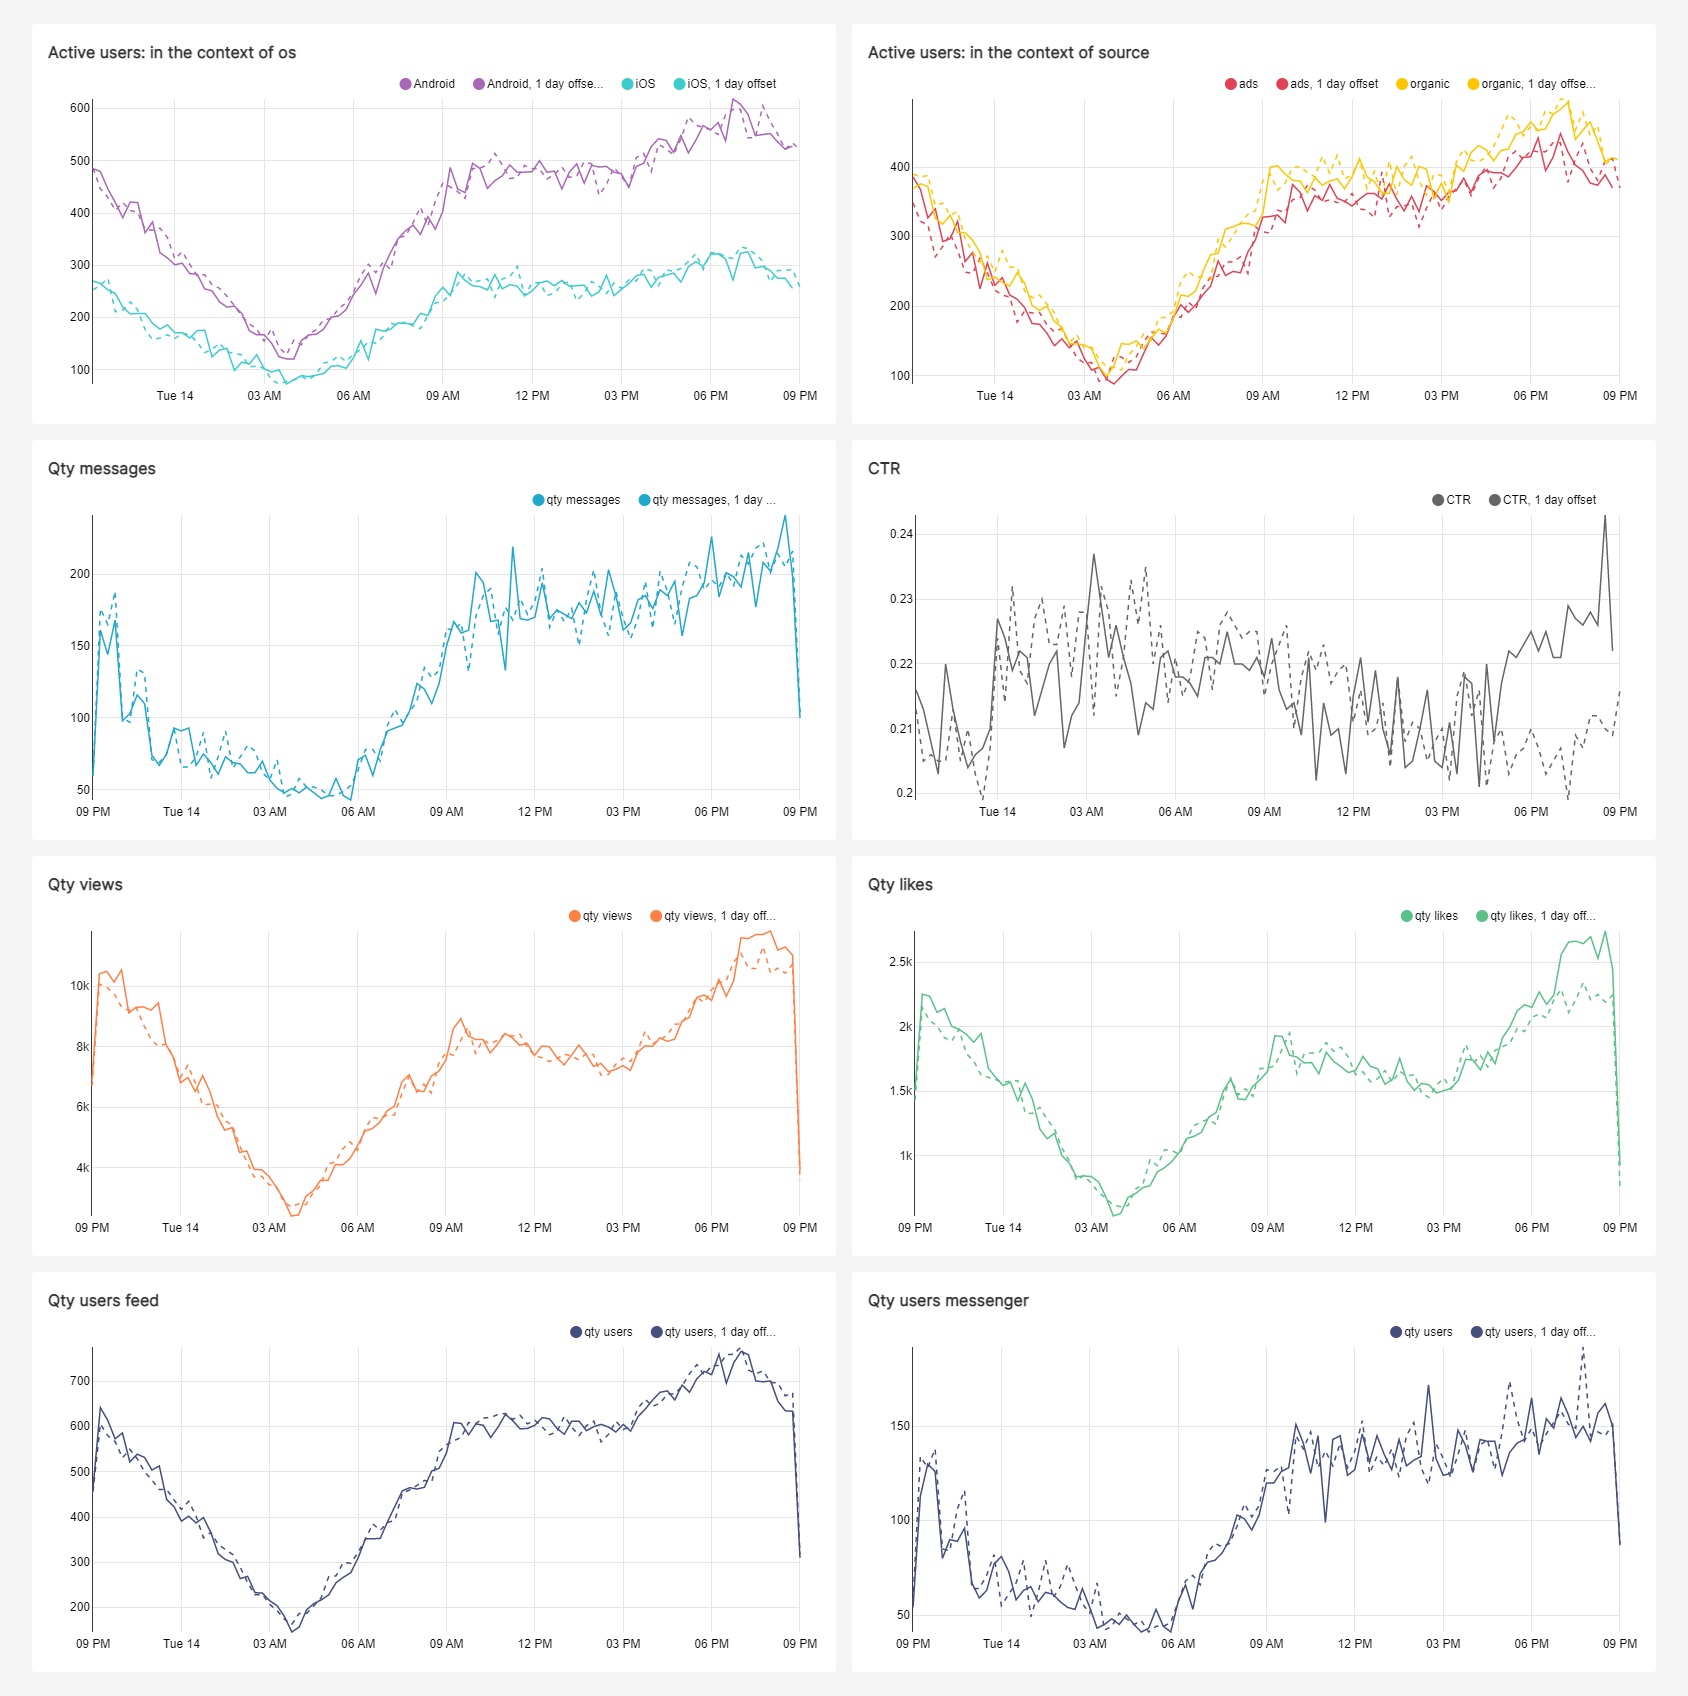 Active users: in the context of os
Android Android, 1 day offse... iOS iOS, 1 day offset
600
500
400
300
200
100
Tue 14 03 AM 06 AM 09 AM 12 PM 03 PM 06 PM 09 PM
Active users: in the context of source
ads ads, 1 day offset organic organic, 1 day offse...
400
300
200
100
Tue 14 03 AM 06 AM 09 AM 12 PM 03 PM 06 PM 09 PM
Qty messages
qty messages qty messages, 1 day ...
200
150
100
50
09 PM Tue 14 03 AM 06 AM 09 AM 12 PM 03 PM 06 PM 09 PM
CTR
CTR CTR, 1 day offset
0.24
0.23
0.22
0.21
0.2
Tue 14 03 AM 06 AM 09 AM 12 PM 03 PM 06 PM 09 PM
Qty views
qty views qty views, 1 day off...
10k
8k
6k
4k
09 PM Tue 14 03 AM 06 AM 09 AM 12 PM 03 PM 06 PM 09 PM
Qty likes
qty likes qty likes, 1 day off...
2.5k
2k
1.5k
1k
09 PM Tue 14 03 AM 06 AM 09 AM 12 PM 03 PM 06 PM 09 PM
Qty users feed
qty users qty users, 1 day off...
700
600
500
400
300
200
09 PM Tue 14 03 AM 06 AM 09 AM 12 PM 03 PM 06 PM 09 PM
Qty users messenger
qty users qty users, 1 day off...
150
100
50
09 PM Tue 14 03 AM 06 AM 09 AM 12 PM 03 PM 06 PM 09 PM